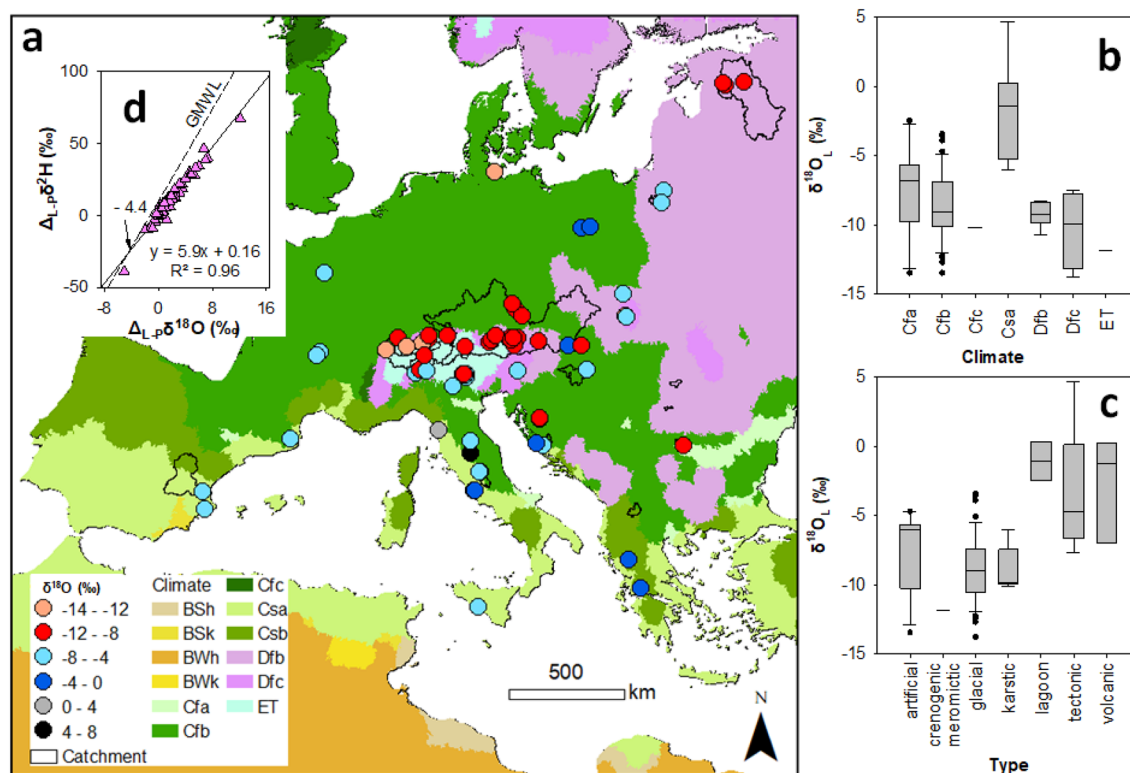 a
d
100
50
0
-50
ΔL-Pδ²H (‰)
GMWL
- 4.4
y = 5.9x + 0.16
R² = 0.96
-8 0 8 16
ΔL-Pδ¹⁸O (‰)
δ¹⁸O (‰)
-14 - -12
-12 - -8
-8 - -4
-4 - 0
0 - 4
4 - 8
Catchment
Climate
BSh
BSk
BWh
BWk
Cfa
Cfb
Cfc
Csa
Csb
Dfb
Dfc
ET
500
km
N
b
5
0
-5
-10
-15
δ¹⁸OL (‰)
Cfa Cfb Cfc Csa Dfb Dfc ET
Climate
c
5
0
-5
-10
-15
δ¹⁸OL (‰)
artificial
crenogenic
meromictic
glacial
karstic
lagoon
tectonic
volcanic
Type